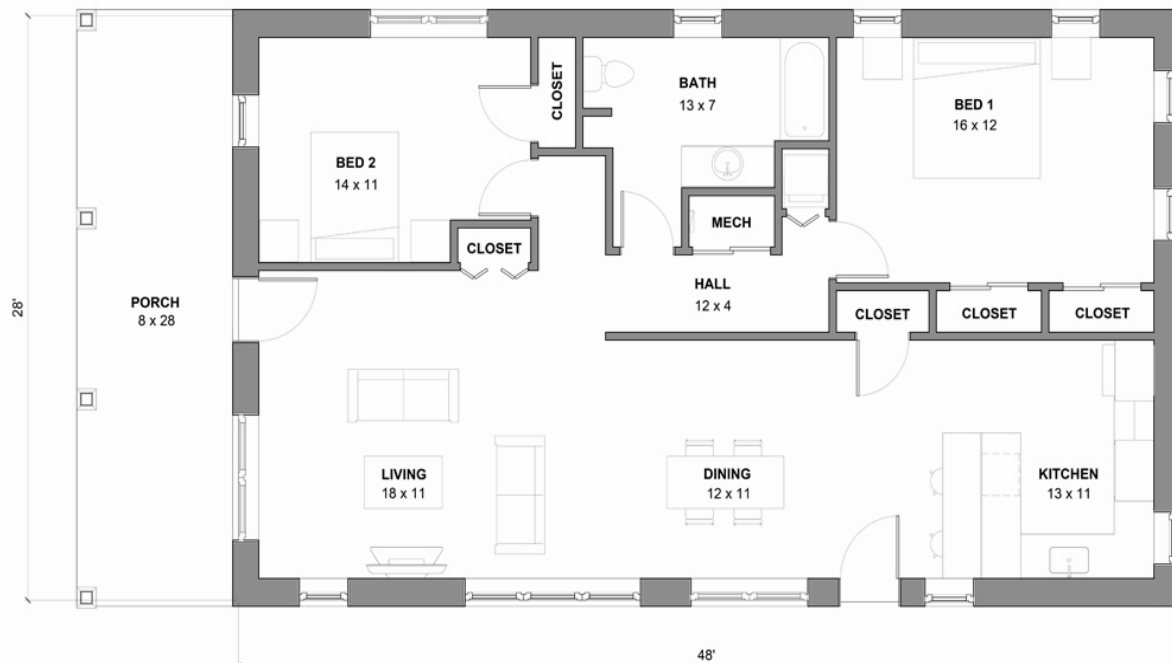 CLOSET
BATH
13 x 7
BED 1
16 x 12
BED 2
14 x 11
MECH
CLOSET
HALL
12 x 4
PORCH
8 x 28
28'
CLOSET
CLOSET
CLOSET
LIVING
18 x 11
DINING
12 x 11
KITCHEN
13 x 11
48'